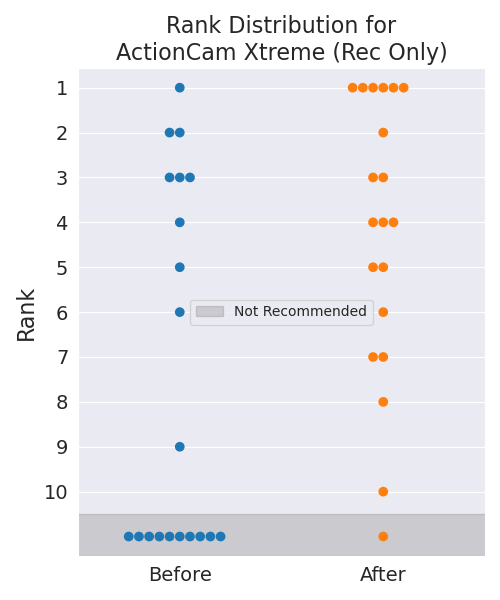 Rank Distribution for
ActionCam Xtreme (Rec Only)
Rank
1
2
3
4
5
6
7
8
9
10
Not Recommended
Before
After